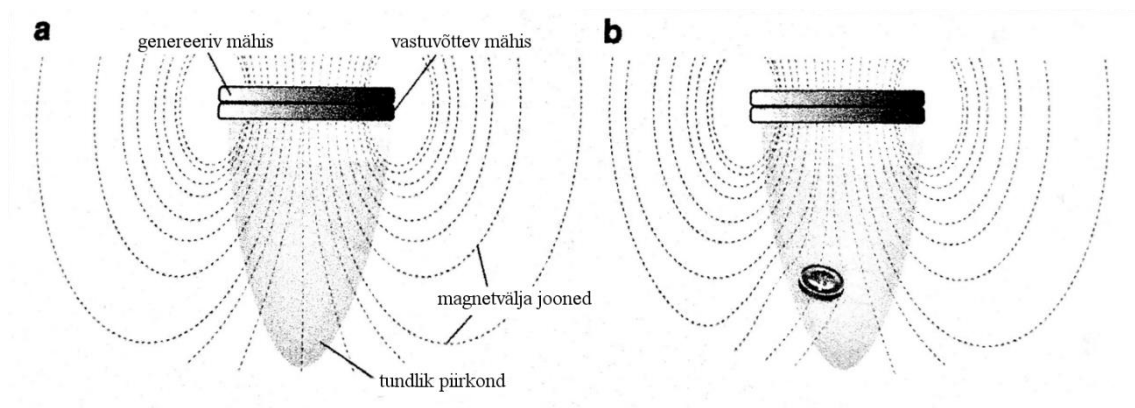 a
genereeriv mähis
vastuvõttev mähis
magnetvälja jooned
tundlik piirkond
b